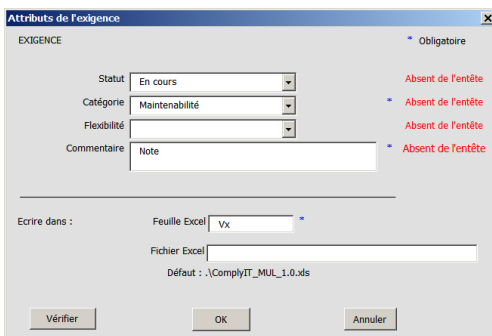 Attributs de l'exigence
EXIGENCE * Obligatoire
Statut En cours Absent de l'entête
Catégorie Maintenabilité * Absent de l'entête
Flexibilité Absent de l'entête
Commentaire Note * Absent de l'entête
Ecrire dans : Feuille Excel Vx *
Fichier Excel
Défaut : .\ComplyIT_MUL_1.0.xls
Vérifier OK Annuler